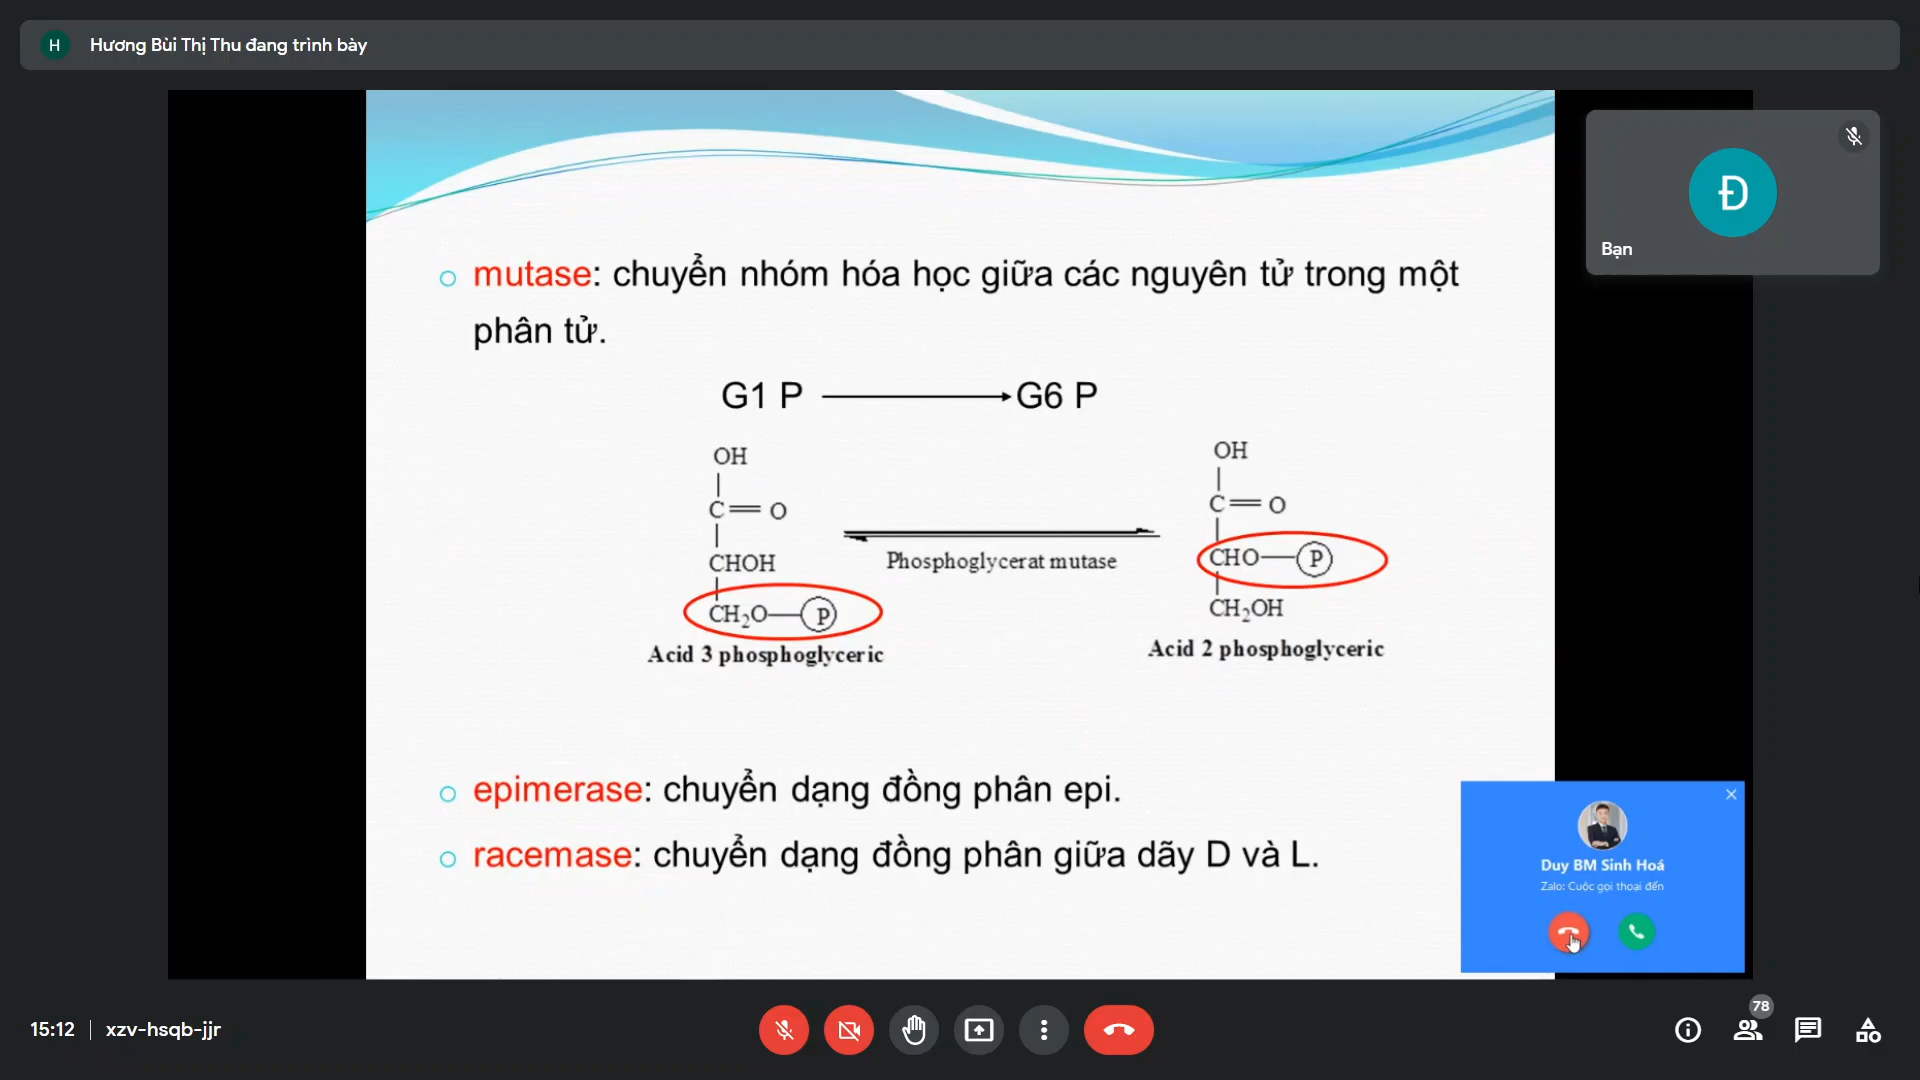 H Hương Bùi Thị Thu đang trình bày
Đ
Bạn
mutase: chuyển nhóm hóa học giữa các nguyên tử trong một
phân tử.
G1 P G6 P
OH
C O
CHOH
CH₂O P
Acid 3 phosphoglyceric
Phosphoglycerat mutase
OH
C O
CHO P
CH₂OH
Acid 2 phosphoglyceric
epimerase: chuyển dạng đồng phân epi.
racemase: chuyển dạng đồng phân giữa dãy D và L.
Duy BM Sinh Hoá
Zalo: Cuộc gọi thoại đến
15:12 | xzv-hsqb-jjr
78